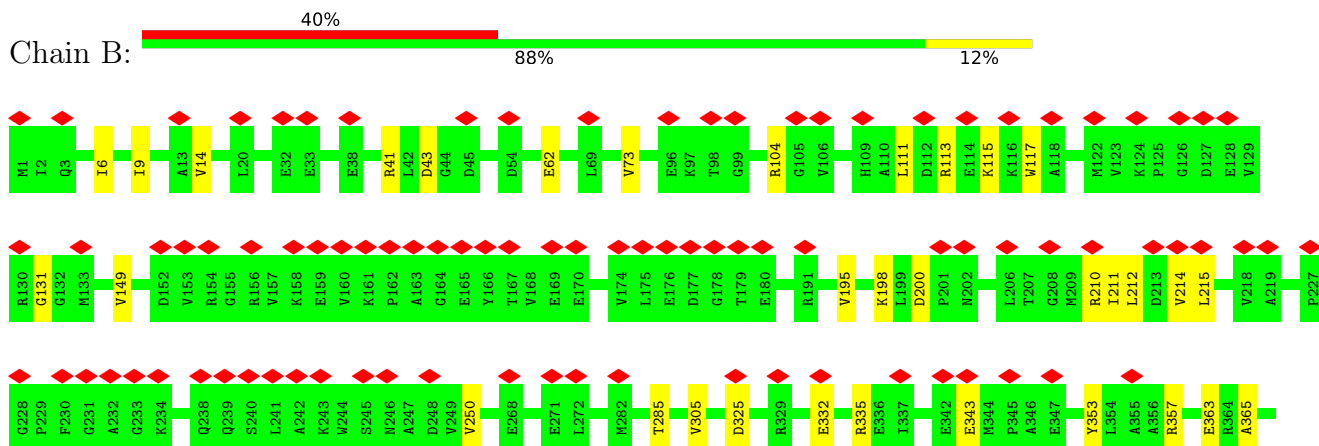 40%
Chain B:
88% 12%
M1 I2 Q3 I6 I9 A13 V14 L20 E32 E33 E38 R41 L42 D43 G44 D45 D54 E62 L69 V73 E96 K97 T98 G99 R104 G105 V106 H109 A110 L111 D112 R113 E114 K115 K116 W117 A118 M122 V123 K124 P125 G126 D127 E128 V129
R130 G131 G132 M133 V149 D152 V153 R154 G155 R156 V157 K158 E159 V160 K161 P162 A163 G164 E165 Y166 T167 V168 E169 E170 V174 L175 E176 D177 G178 T179 E180 R191 V195 K198 L199 D200 P201 N202 L206 T207 G208 M209 R210 I211 L212 D213 V214 L215 V218 A219 P227
G228 P229 F230 G231 A232 G233 K234 Q238 Q239 S240 L241 A242 K243 W244 S245 N246 A247 D248 V249 V250 E268 E271 L272 M282 T285 V305 D325 R329 E332 R335 E336 I337 E342 E343 M344 P345 A346 E347 Y353 L354 A355 A356 R357 E363 R364 A365